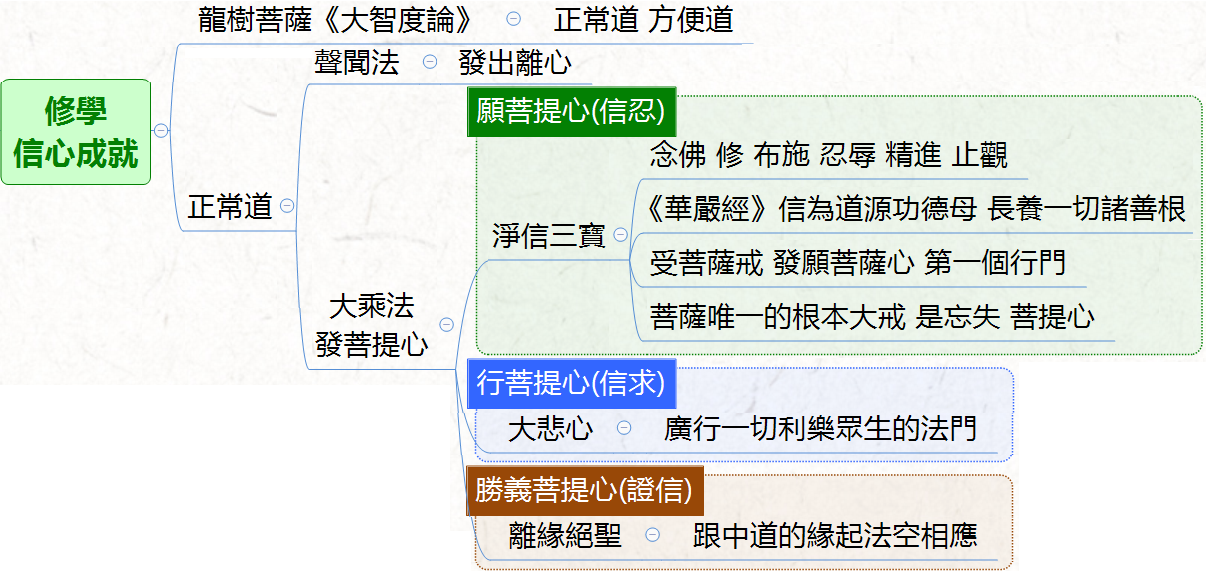 修學
信心成就
龍樹菩薩《大智度論》 正常道 方便道
正常道
聲聞法 發出離心
大乘法
發菩提心
願菩提心(信忍)
淨信三寶
念佛 修 布施 忍辱 精進 止觀
《華嚴經》信為道源功德母 長養一切諸善根
受菩薩戒 發願菩薩心 第一個行門
菩薩唯一的根本大戒 是忘失 菩提心
行菩提心(信求)
大悲心 廣行一切利樂眾生的法門
勝義菩提心(證信)
離緣絕聖 跟中道的緣起法空相應